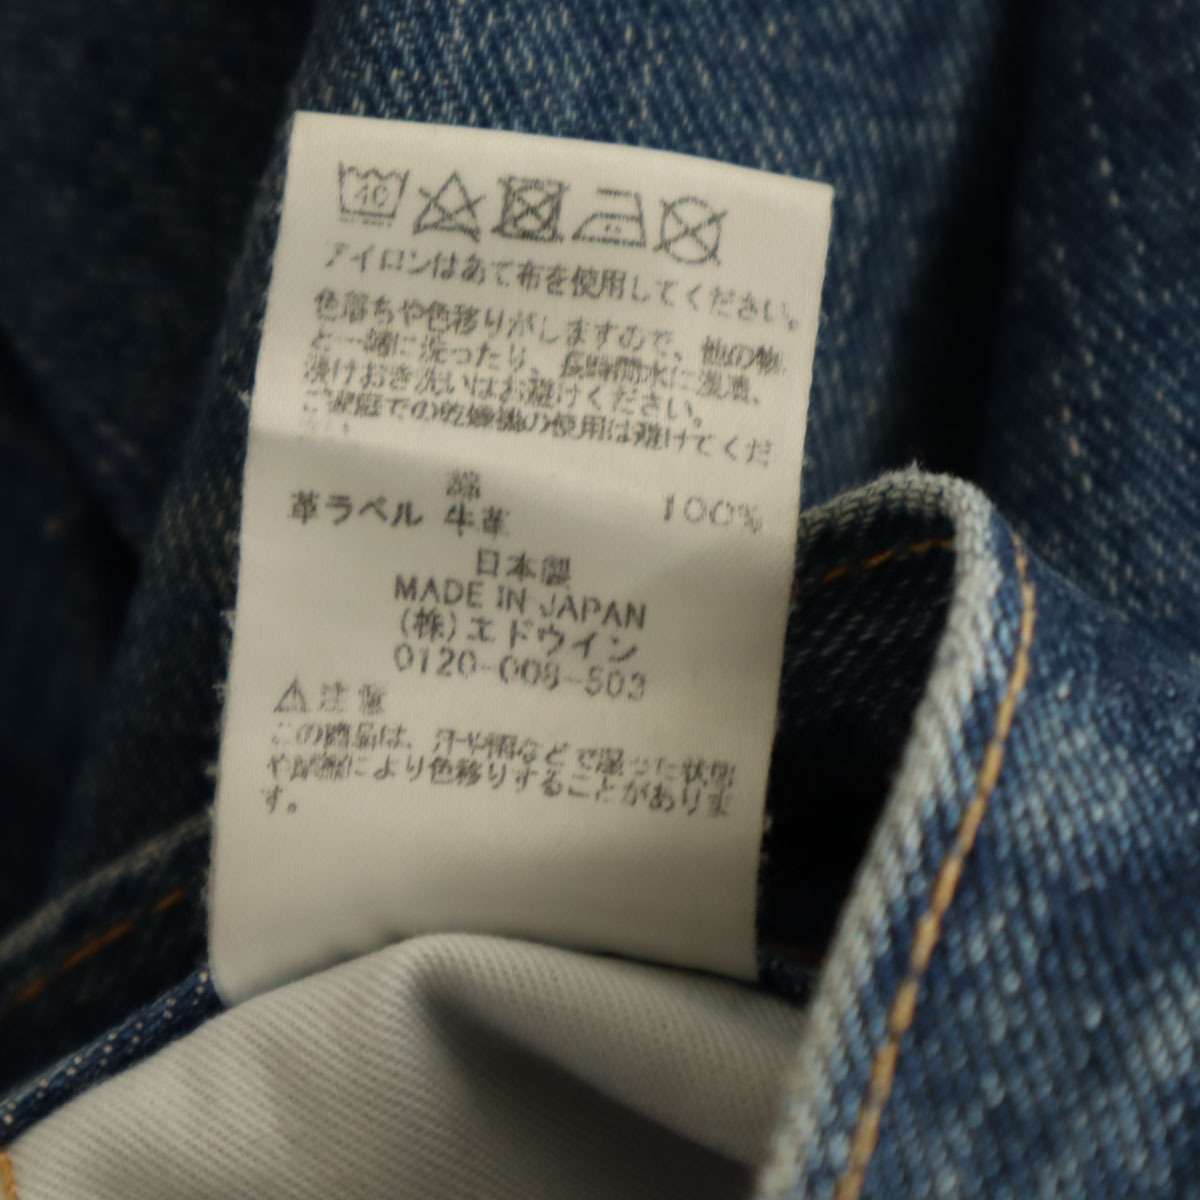 40
アイロンはあて布を使用してください。
色落ちや色移りがしますので、他の物
と一緒に洗ったり、長時間水に浸漬、
浸けおき洗いはお避けください。
ご家庭での乾燥機の使用は避けてくだ
さい。
綿 100%
革ラベル 牛革
日本製
MADE IN JAPAN
(株)エドウイン
0120-008-503
⚠注意
この商品は、汗や雨などで湿った状態
や摩擦により色移りすることがありま
す。